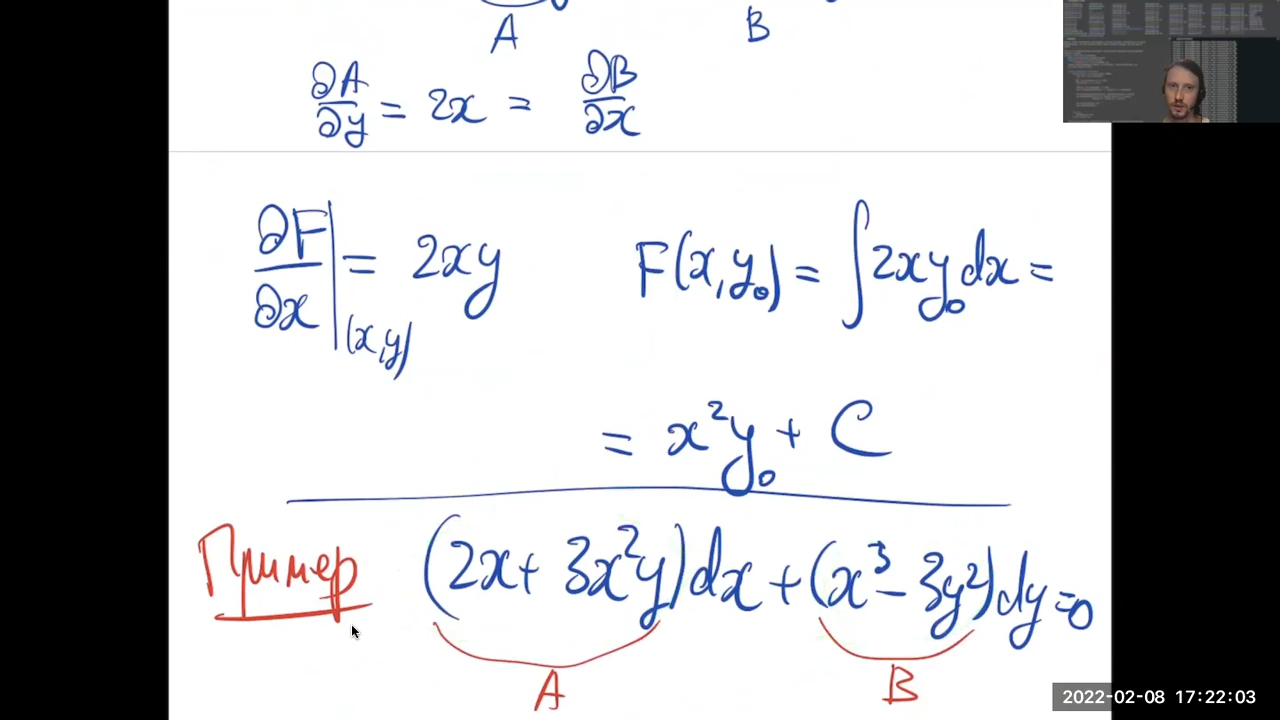 A B
∂A/∂y = 2x = ∂B/∂x
∂F/∂x |(x,y) = 2xy F(x,y₀) = ∫2xy₀dx =
= x²y₀ + C
Пример (2x + 3x²y)dx + (x³ − 3y²)dy = 0
A B
2022-02-08 17:22:03